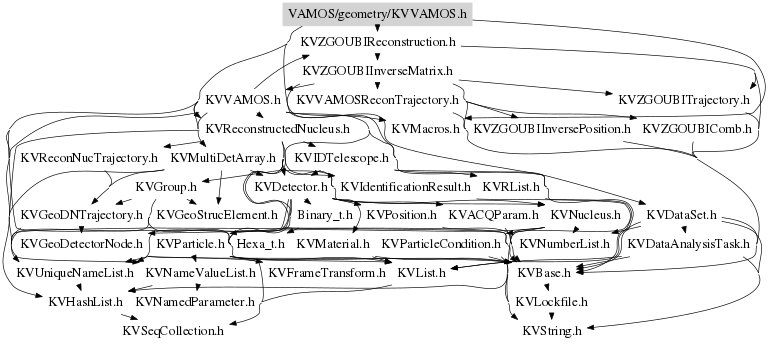 VAMOS/geometry/KVVAMOS.h
KVZGOUBIReconstruction.h
KVZGOUBIInverseMatrix.h
KVVAMOS.h KVVAMOSReconTrajectory.h KVZGOUBITrajectory.h
KVReconstructedNucleus.h KVMacros.h KVZGOUBIInversePosition.h KVZGOUBIComb.h
KVReconNucTrajectory.h KVMultiDetArray.h KVIDTelescope.h
KVGroup.h KVDetector.h KVIdentificationResult.h KVRList.h
KVGeoDNTrajectory.h KVGeoStrucElement.h Binary_t.h KVPosition.h KVACQParam.h KVNucleus.h KVDataSet.h
KVGeoDetectorNode.h KVParticle.h Hexa_t.h KVMaterial.h KVParticleCondition.h KVNumberList.h KVDataAnalysisTask.h
KVUniqueNameList.h KVNameValueList.h KVFrameTransform.h KVList.h KVBase.h
KVHashList.h KVNamedParameter.h KVLockfile.h
KVSeqCollection.h KVString.h